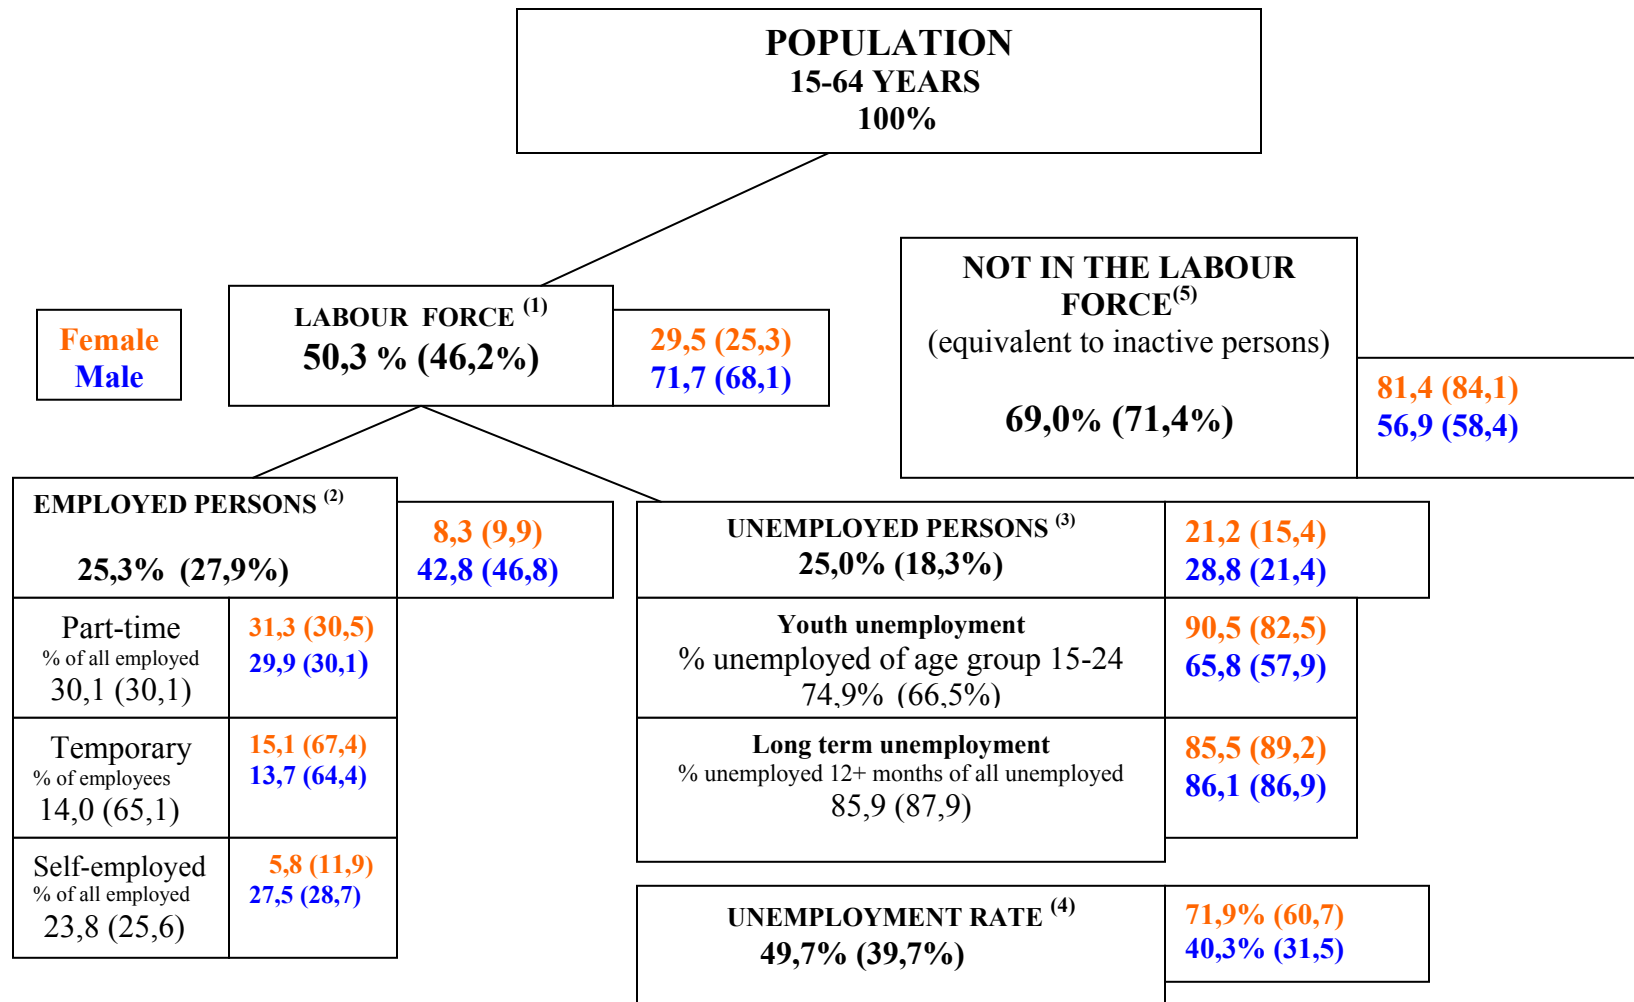 POPULATION
15-64 YEARS
100%
NOT IN THE LABOUR
FORCE(5)
(equivalent to inactive persons)
69,0% (71,4%)
81,4 (84,1)
56,9 (58,4)
Female
Male
LABOUR FORCE (1)
50,3 % (46,2%)
29,5 (25,3)
71,7 (68,1)
EMPLOYED PERSONS (2)
25,3% (27,9%)
8,3 (9,9)
42,8 (46,8)
UNEMPLOYED PERSONS (3)
25,0% (18,3%)
21,2 (15,4)
28,8 (21,4)
Part-time
% of all employed
30,1 (30,1)
31,3 (30,5)
29,9 (30,1)
Youth unemployment
% unemployed of age group 15-24
74,9% (66,5%)
90,5 (82,5)
65,8 (57,9)
Temporary
% of employees
14,0 (65,1)
15,1 (67,4)
13,7 (64,4)
Long term unemployment
% unemployed 12+ months of all unemployed
85,9 (87,9)
85,5 (89,2)
86,1 (86,9)
Self-employed
% of all employed
23,8 (25,6)
5,8 (11,9)
27,5 (28,7)
UNEMPLOYMENT RATE (4)
49,7% (39,7%)
71,9% (60,7)
40,3% (31,5)